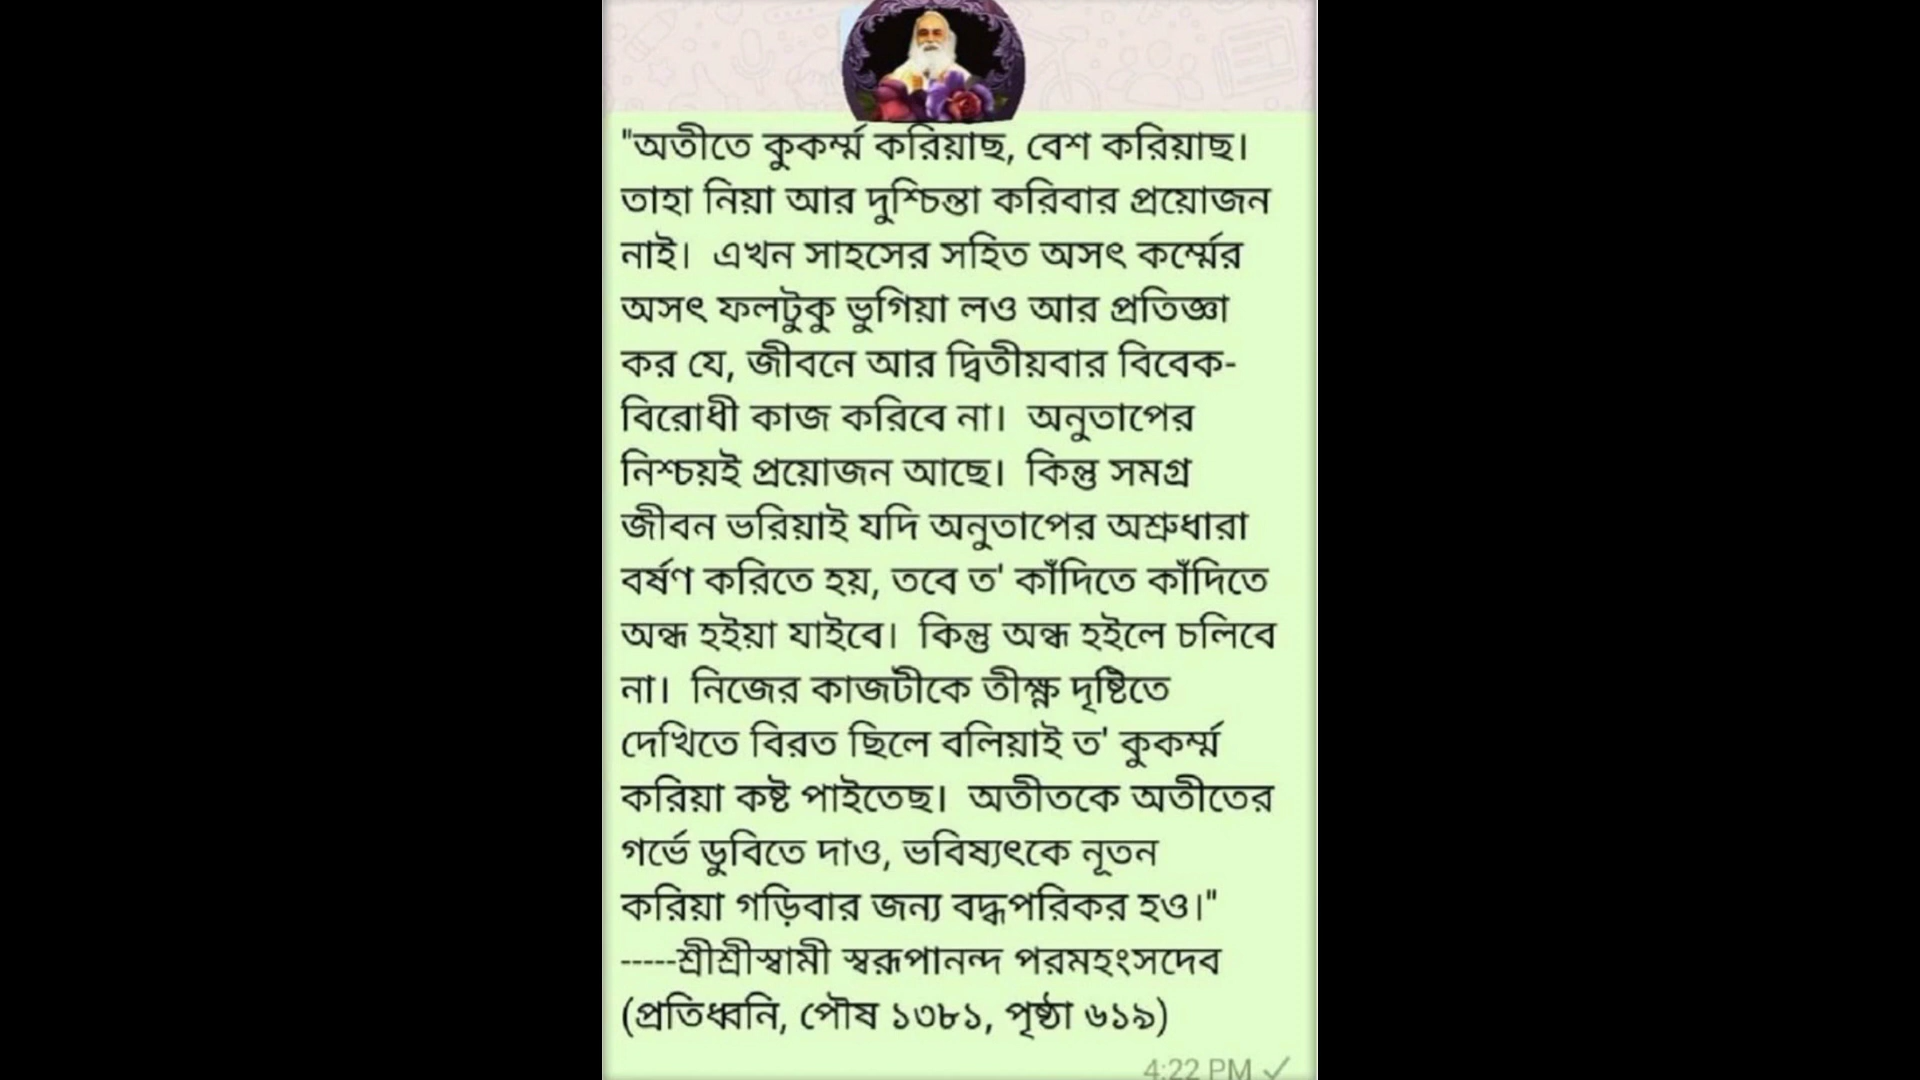 "অতীতে কুকর্ম্ম করিয়াছ, বেশ করিয়াছ।
তাহা নিয়া আর দুশ্চিন্তা করিবার প্রয়োজন
নাই।  এখন সাহসের সহিত অসৎ কর্ম্মের
অসৎ ফলটুকু ভুগিয়া লও আর প্রতিজ্ঞা
কর যে, জীবনে আর দ্বিতীয়বার বিবেক-
বিরোধী কাজ করিবে না।  অনুতাপের
নিশ্চয়ই প্রয়োজন আছে।  কিন্তু সমগ্র
জীবন ভরিয়াই যদি অনুতাপের অশ্রুধারা
বর্ষণ করিতে হয়, তবে ত' কাঁদিতে কাঁদিতে
অন্ধ হইয়া যাইবে।  কিন্তু অন্ধ হইলে চলিবে
না।  নিজের কাজটীকে তীক্ষ্ণ দৃষ্টিতে
দেখিতে বিরত ছিলে বলিয়াই ত' কুকর্ম্ম
করিয়া কষ্ট পাইতেছ।  অতীতকে অতীতের
গর্ভে ডুবিতে দাও, ভবিষ্যৎকে নূতন
করিয়া গড়িবার জন্য বদ্ধপরিকর হও।"
-----শ্রীশ্রীস্বামী স্বরূপানন্দ পরমহংসদেব
(প্রতিধ্বনি, পৌষ ১৩৮১, পৃষ্ঠা ৬১৯)
4:22 PM ✓